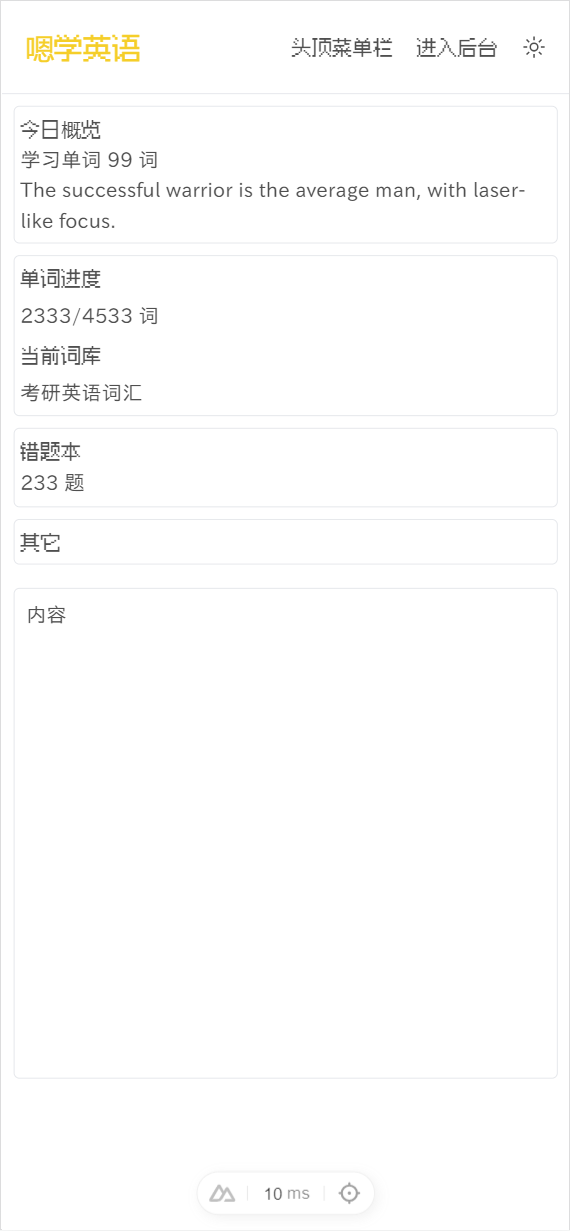 嗯学英语
头顶菜单栏 进入后台
今日概览
学习单词 99 词
The successful warrior is the average man, with laser-
like focus.
单词进度
2333/4533 词
当前词库
考研英语词汇
错题本
233 题
其它
内容
10 ms